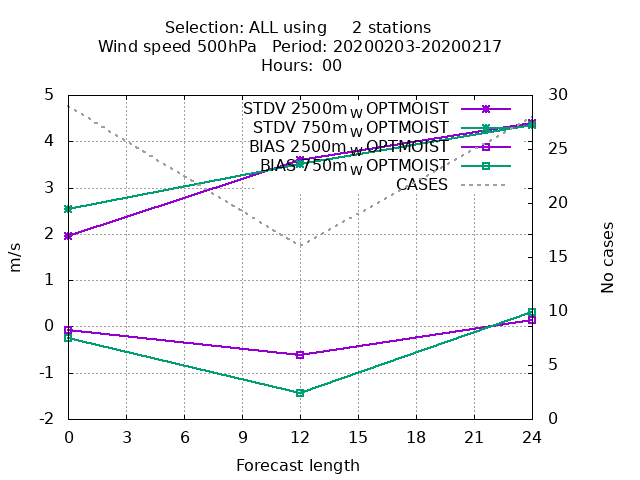 Selection: ALL using     2 stations
Wind speed 500hPa   Period: 20200203-20200217
Hours: 00
STDV 2500m_W OPTMOIST
STDV 750m_W OPTMOIST
BIAS 2500m_W OPTMOIST
BIAS 750m_W OPTMOIST
CASES
5
4
3
2
1
0
-1
-2
m/s
30
25
20
15
10
5
0
No cases
0 3 6 9 12 15 18 21 24
Forecast length